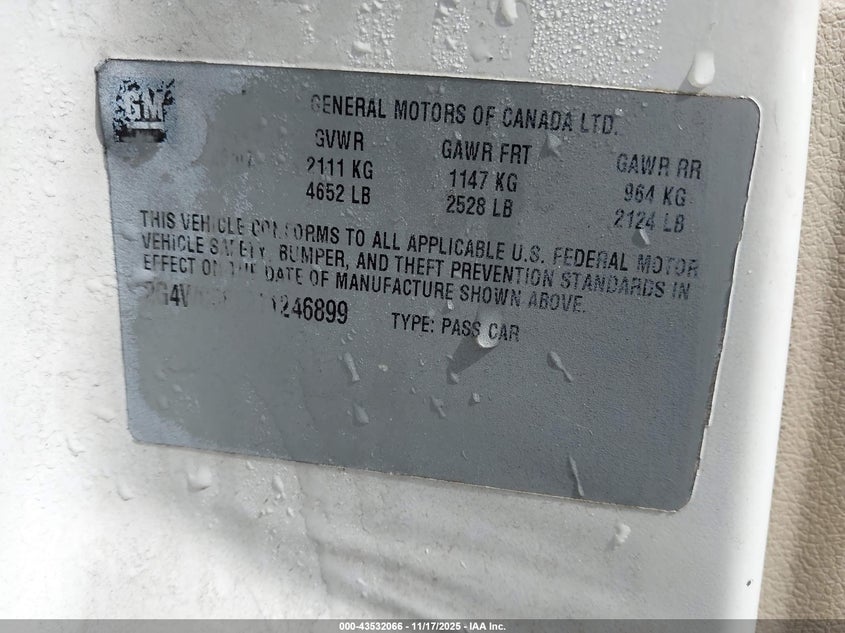 GM
GENERAL MOTORS OF CANADA LTD.
GVWR GAWR FRT GAWR RR
2111 KG 1147 KG 964 KG
4652 LB 2528 LB 2124 LB
THIS VEHICLE CONFORMS TO ALL APPLICABLE U.S. FEDERAL MOTOR
VEHICLE SAFETY, BUMPER, AND THEFT PREVENTION STANDARDS IN
EFFECT ON THE DATE OF MANUFACTURE SHOWN ABOVE.
1246899 TYPE: PASS CAR
000-43532066 — 11/17/2025 — IAA Inc.